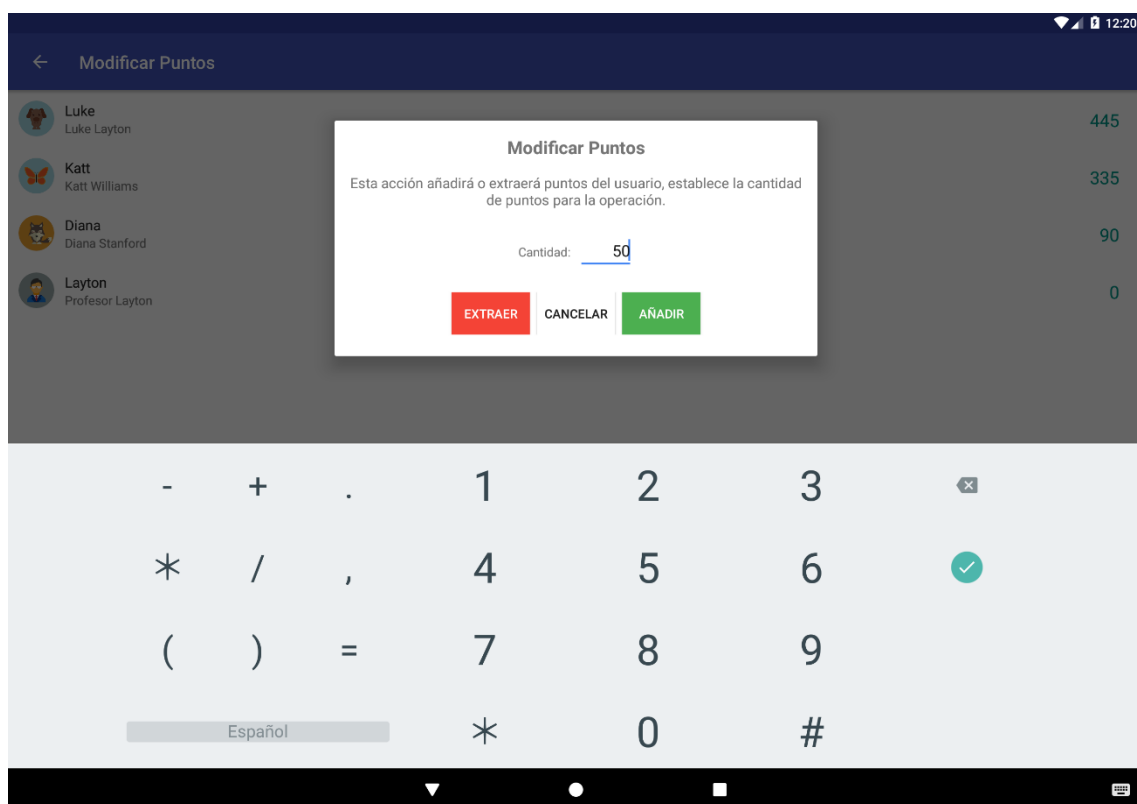 12:20
Modificar Puntos
Luke
Luke Layton
445
Katt
Katt Williams
335
Diana
Diana Stanford
90
Layton
Profesor Layton
0
Modificar Puntos
Esta acción añadirá o extraerá puntos del usuario, establece la cantidad
de puntos para la operación.
Cantidad: 50
EXTRAER CANCELAR AÑADIR
- + . 1 2 3
* / , 4 5 6
( ) = 7 8 9
Español * 0 #